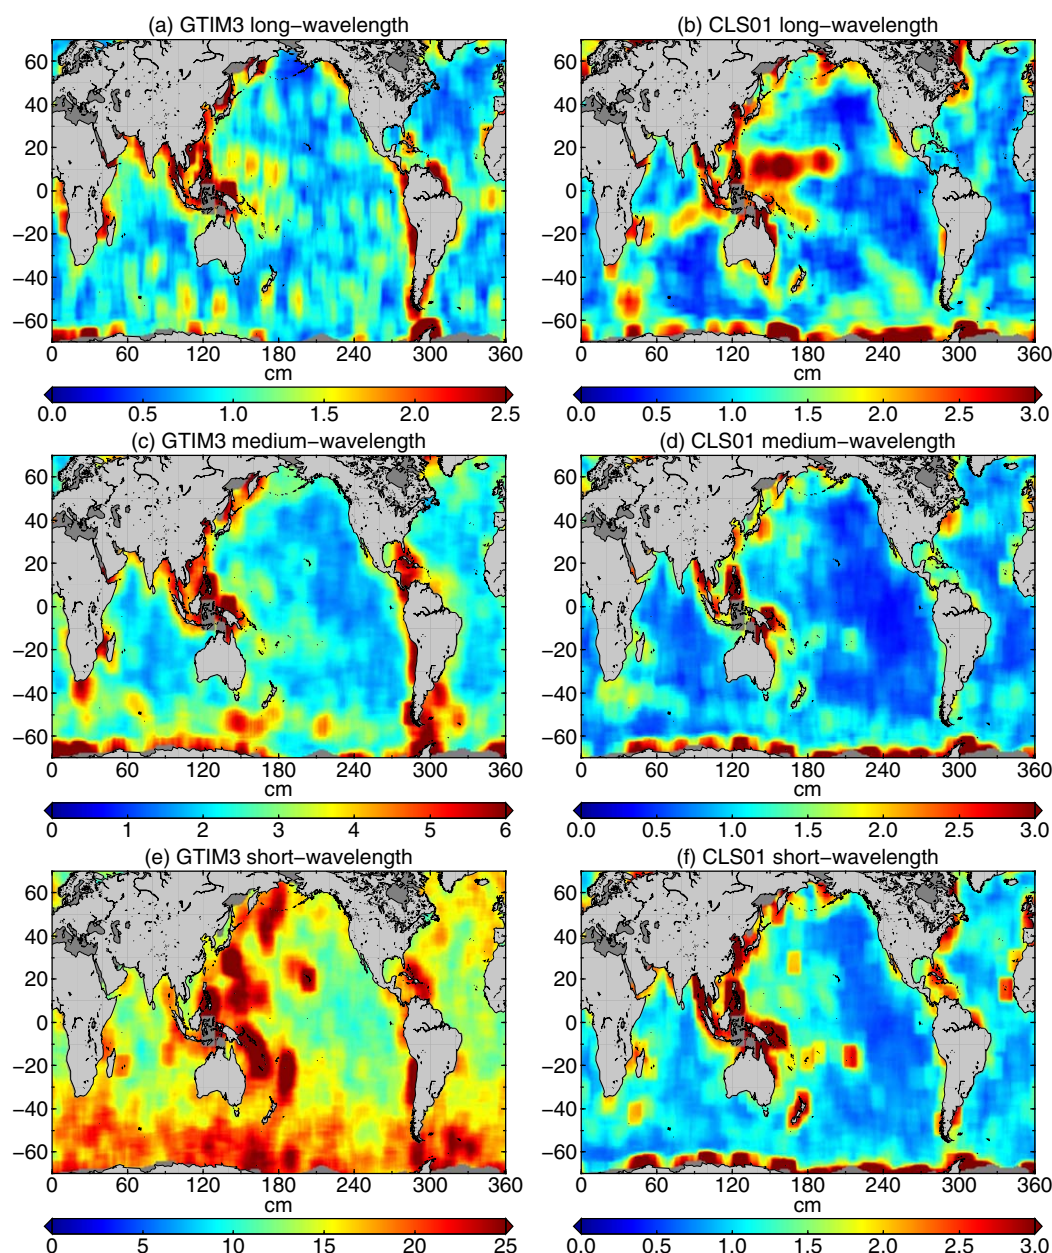 (a) GTIM3 long−wavelength
(b) CLS01 long−wavelength
60
40
20
0
−20
−40
−60
0 60 120 180 240 300 360
cm
60
40
20
0
−20
−40
−60
0 60 120 180 240 300 360
cm
0.0 0.5 1.0 1.5 2.0 2.5
0.0 0.5 1.0 1.5 2.0 2.5 3.0
(c) GTIM3 medium−wavelength
(d) CLS01 medium−wavelength
60
40
20
0
−20
−40
−60
0 60 120 180 240 300 360
cm
60
40
20
0
−20
−40
−60
0 60 120 180 240 300 360
cm
0 1 2 3 4 5 6
0.0 0.5 1.0 1.5 2.0 2.5 3.0
(e) GTIM3 short−wavelength
(f) CLS01 short−wavelength
60
40
20
0
−20
−40
−60
0 60 120 180 240 300 360
cm
60
40
20
0
−20
−40
−60
0 60 120 180 240 300 360
cm
0 5 10 15 20 25
0.0 0.5 1.0 1.5 2.0 2.5 3.0